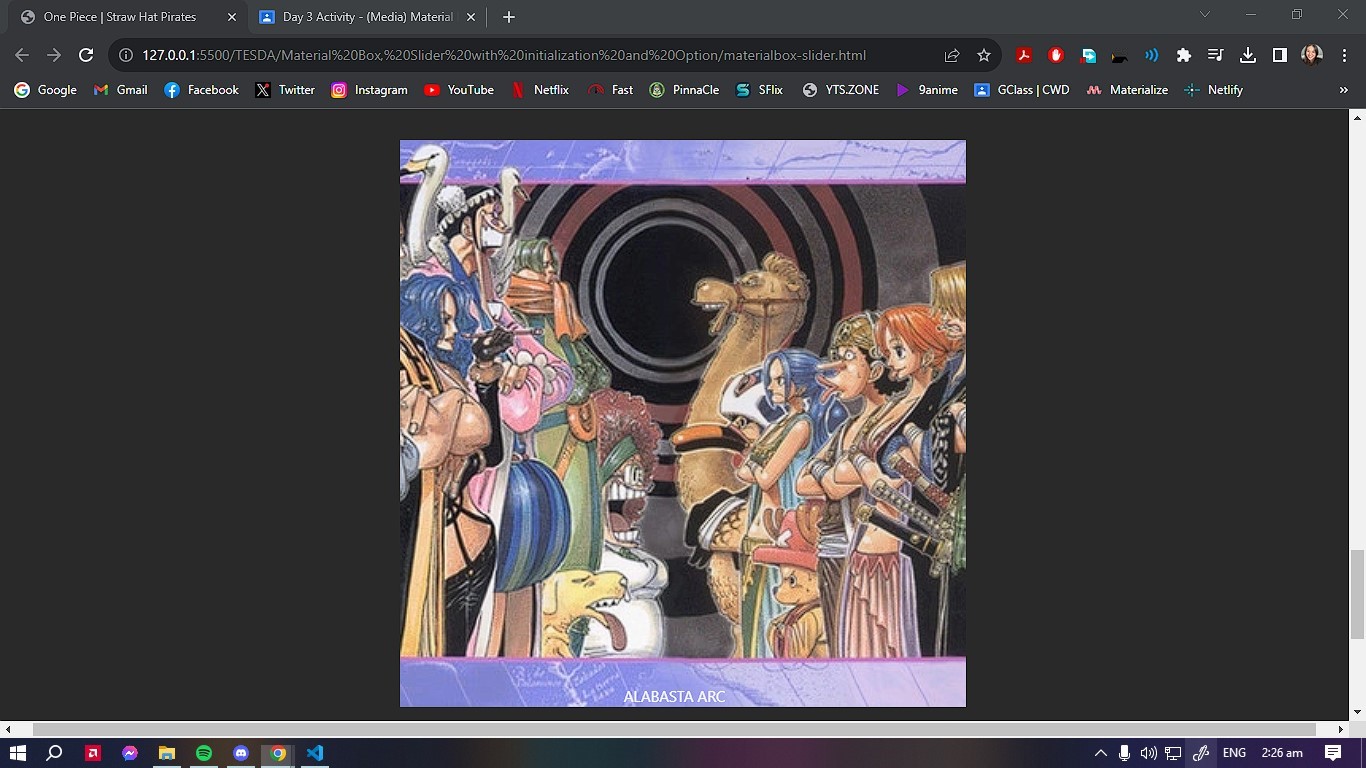 One Piece | Straw Hat Pirates
Day 3 Activity - (Media) Material
127.0.0.1:5500/TESDA/Material%20Box,%20Slider%20with%20initialization%20and%20Option/materialbox-slider.html
Google Gmail Facebook Twitter Instagram YouTube Netflix Fast PinnaCle SFlix YTS.ZONE 9anime GClass | CWD Materialize Netlify »
ALABASTA ARC
ENG 2:26 am